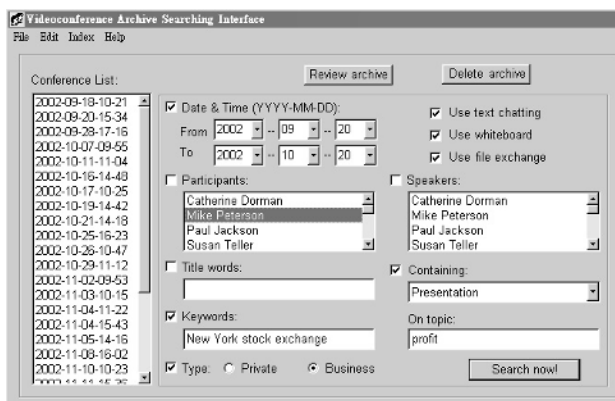 Videoconference Archive Searching Interface
File Edit Index Help
Review archive
Delete archive
Conference List:
2002-09-18-10-21
2002-09-20-15-34
2002-09-28-17-16
2002-10-07-09-55
2002-10-11-11-04
2002-10-16-14-48
2002-10-17-10-25
2002-10-19-14-42
2002-10-21-14-18
2002-10-25-16-23
2002-10-26-10-47
2002-10-29-11-12
2002-11-02-09-53
2002-11-03-10-15
2002-11-04-11-22
2002-11-04-15-43
2002-11-05-14-16
2002-11-08-16-02
2002-11-10-10-23
Date & Time (YYYY-MM-DD):
From 2002 -- 09 -- 20
To 2002 -- 10 -- 20
Use text chatting
Use whiteboard
Use file exchange
Participants:
Catherine Dorman
Mike Peterson
Paul Jackson
Susan Teller
Speakers:
Catherine Dorman
Mike Peterson
Paul Jackson
Susan Teller
Title words:
Containing:
Presentation
Keywords:
New York stock exchange
On topic:
profit
Type: Private Business
Search now!